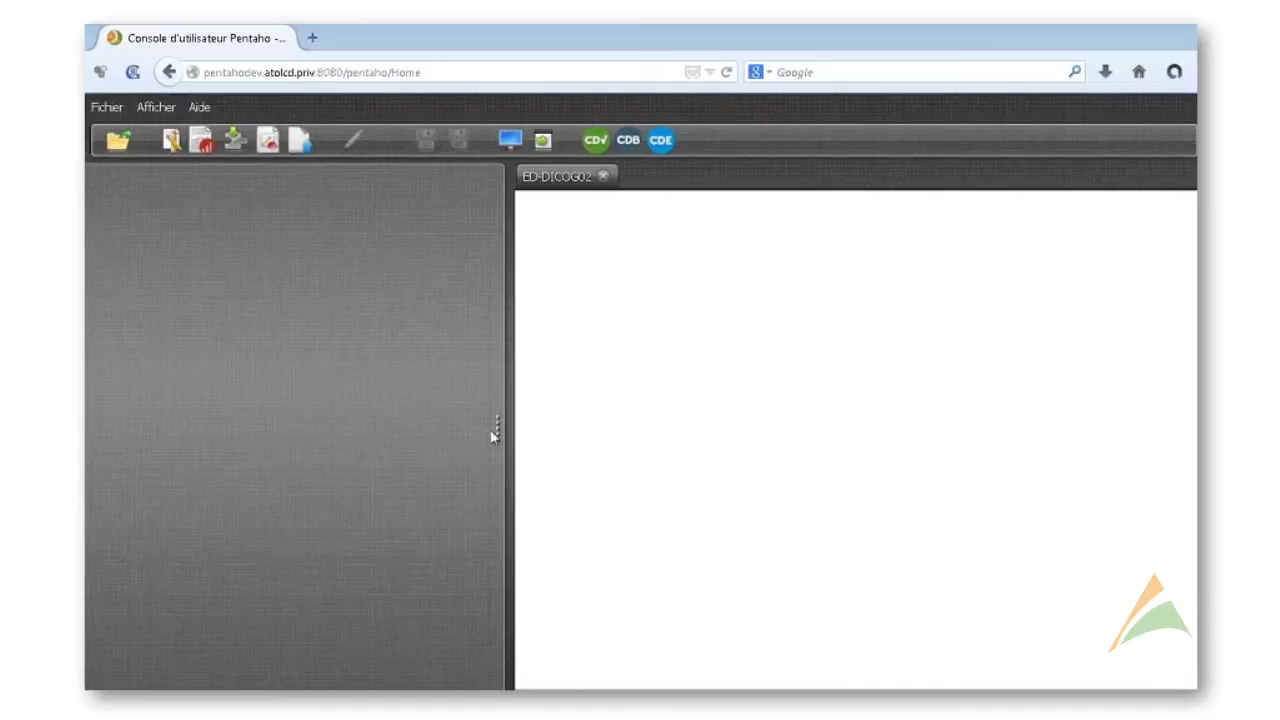 Console d'utilisateur Pentaho -...
pentahodev.atolcd.priv:8080/pentaho/Home
Google
Fichier Afficher Aide
CDV CDB CDE
ED-DICOG02